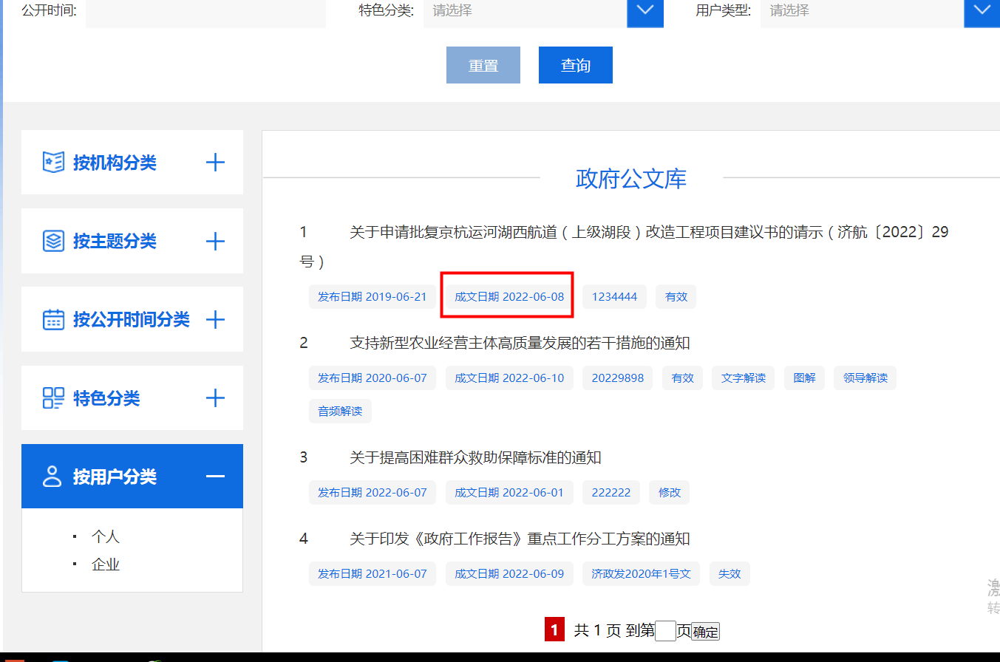 公开时间:
特色分类: 请选择
用户类型: 请选择
重置 查询
按机构分类
按主题分类
按公开时间分类
特色分类
按用户分类
个人
企业
政府公文库
1 关于申请批复京杭运河湖西航道（上级湖段）改造工程项目建议书的请示（济航〔2022〕29
号）
发布日期 2019-06-21 成文日期 2022-06-08 1234444 有效
2 支持新型农业经营主体高质量发展的若干措施的通知
发布日期 2020-06-07 成文日期 2022-06-10 20229898 有效 文字解读 图解 领导解读
音频解读
3 关于提高困难群众救助保障标准的通知
发布日期 2022-06-07 成文日期 2022-06-01 222222 修改
4 关于印发《政府工作报告》重点工作分工方案的通知
发布日期 2021-06-07 成文日期 2022-06-09 济政发2020年1号文 失效
1 共 1 页 到第 页 确定
激
转